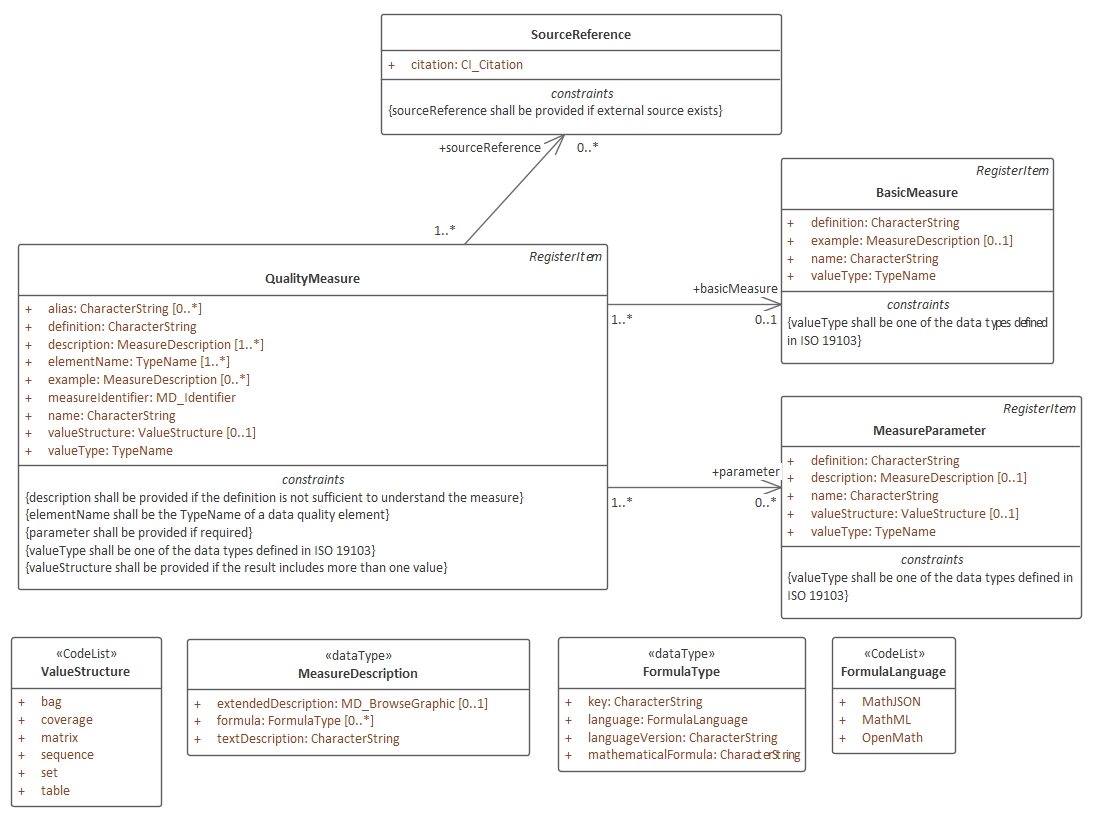 SourceReference
+ citation: CI_Citation
constraints
{sourceReference shall be provided if external source exists}
+sourceReference
0..*
1..*
RegisterItem
QualityMeasure
+ alias: CharacterString [0..*]
+ definition: CharacterString
+ description: MeasureDescription [1..*]
+ elementName: TypeName [1..*]
+ example: MeasureDescription [0..*]
+ measureIdentifier: MD_Identifier
+ name: CharacterString
+ valueStructure: ValueStructure [0..1]
+ valueType: TypeName
constraints
{description shall be provided if the definition is not sufficient to understand the measure}
{elementName shall be the TypeName of a data quality element}
{parameter shall be provided if required}
{valueType shall be one of the data types defined in ISO 19103}
{valueStructure shall be provided if the result includes more than one value}
+basicMeasure
1..*
0..1
RegisterItem
BasicMeasure
+ definition: CharacterString
+ example: MeasureDescription [0..1]
+ name: CharacterString
+ valueType: TypeName
constraints
{valueType shall be one of the data types defined
in ISO 19103}
+parameter
1..*
0..*
RegisterItem
MeasureParameter
+ definition: CharacterString
+ description: MeasureDescription [0..1]
+ name: CharacterString
+ valueStructure: ValueStructure [0..1]
+ valueType: TypeName
constraints
{valueType shall be one of the data types defined in
ISO 19103}
«CodeList»
ValueStructure
+ bag
+ coverage
+ matrix
+ sequence
+ set
+ table
«dataType»
MeasureDescription
+ extendedDescription: MD_BrowseGraphic [0..1]
+ formula: FormulaType [0..*]
+ textDescription: CharacterString
«dataType»
FormulaType
+ key: CharacterString
+ language: FormulaLanguage
+ languageVersion: CharacterString
+ mathematicalFormula: CharacterString
«CodeList»
FormulaLanguage
+ MathJSON
+ MathML
+ OpenMath